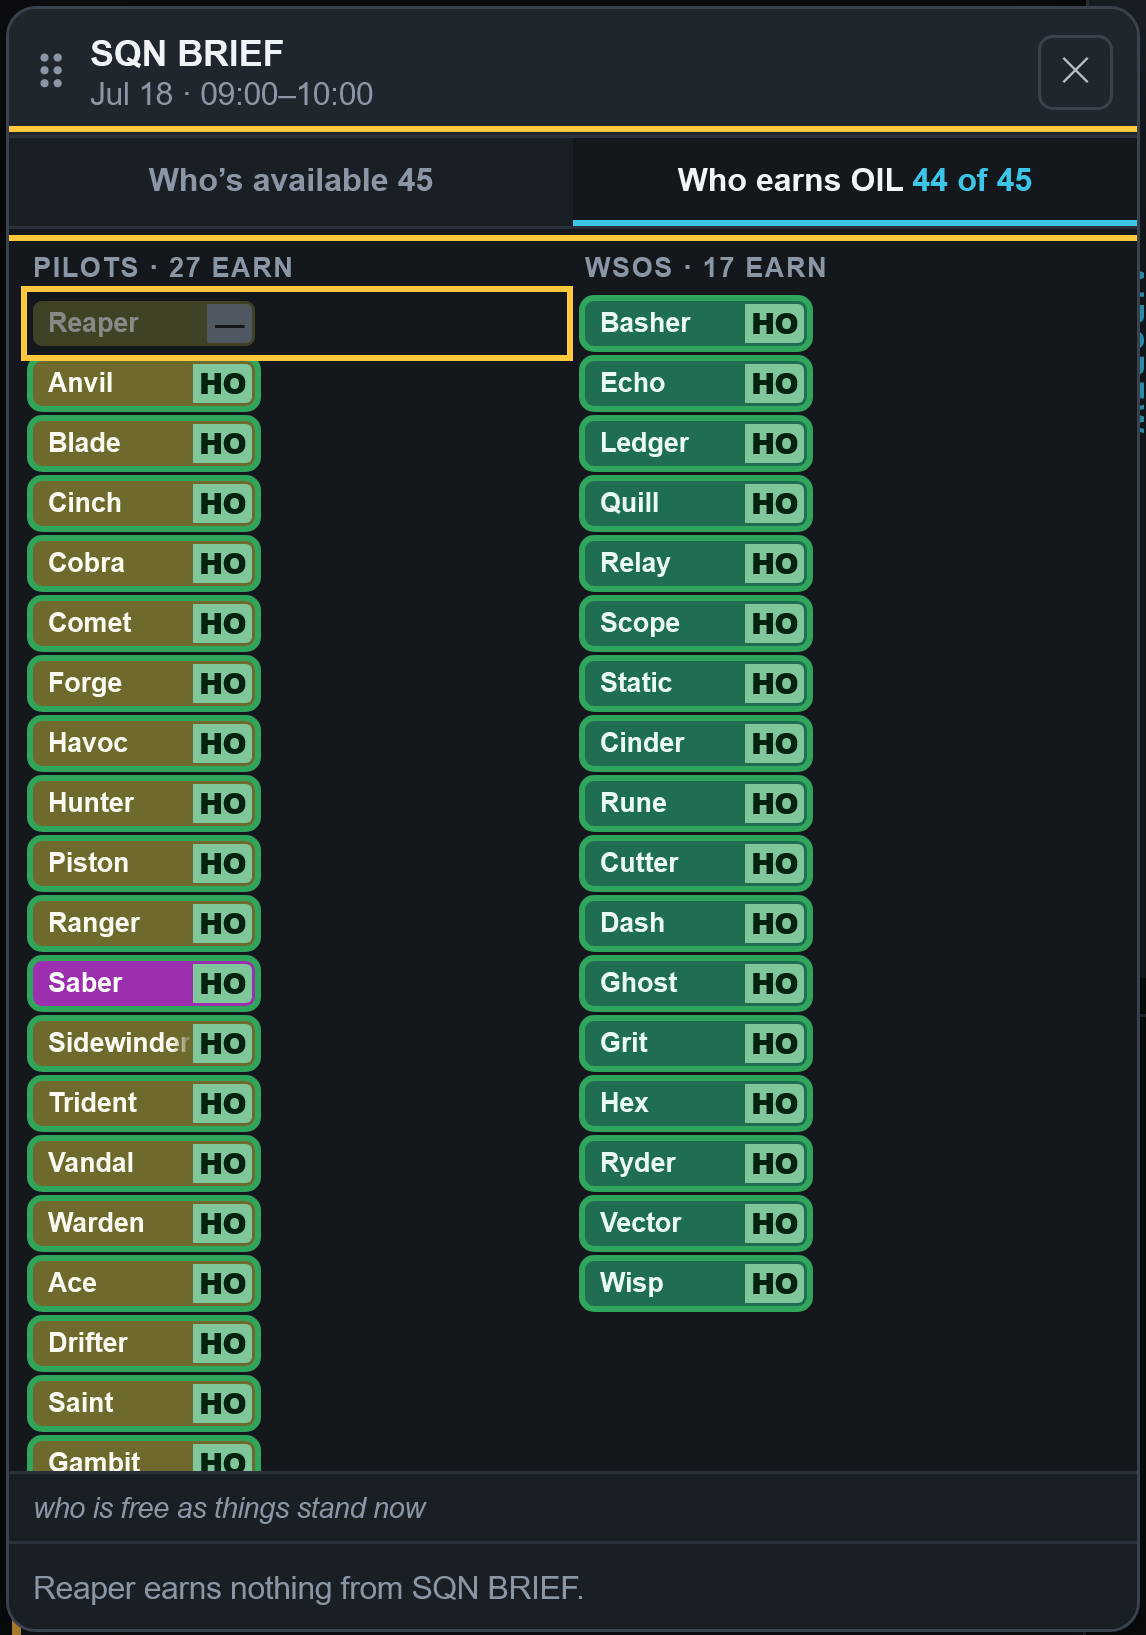 SQN BRIEF
Jul 18 · 09:00–10:00
Who's available 45
Who earns OIL 44 of 45
PILOTS · 27 EARN
Reaper —
Anvil HO
Blade HO
Cinch HO
Cobra HO
Comet HO
Forge HO
Havoc HO
Hunter HO
Piston HO
Ranger HO
Saber HO
Sidewinder HO
Trident HO
Vandal HO
Warden HO
Ace HO
Drifter HO
Saint HO
Gambit HO
WSOS · 17 EARN
Basher HO
Echo HO
Ledger HO
Quill HO
Relay HO
Scope HO
Static HO
Cinder HO
Rune HO
Cutter HO
Dash HO
Ghost HO
Grit HO
Hex HO
Ryder HO
Vector HO
Wisp HO
who is free as things stand now
Reaper earns nothing from SQN BRIEF.